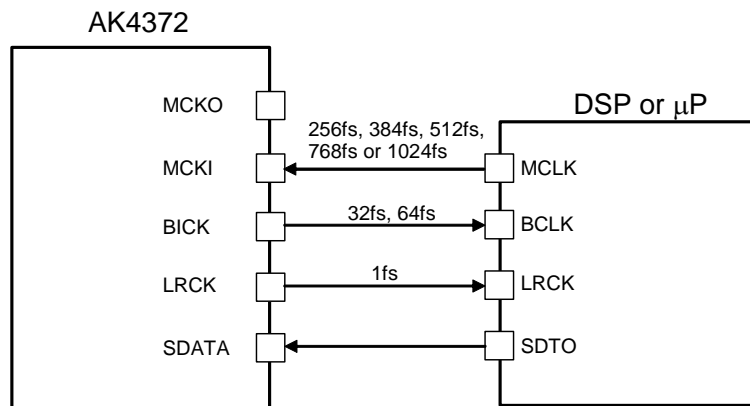 AK4372
DSP or μP
MCKO
256fs, 384fs, 512fs,
768fs or 1024fs
MCKI
MCLK
BICK
32fs, 64fs
BCLK
LRCK
1fs
LRCK
SDATA
SDTO